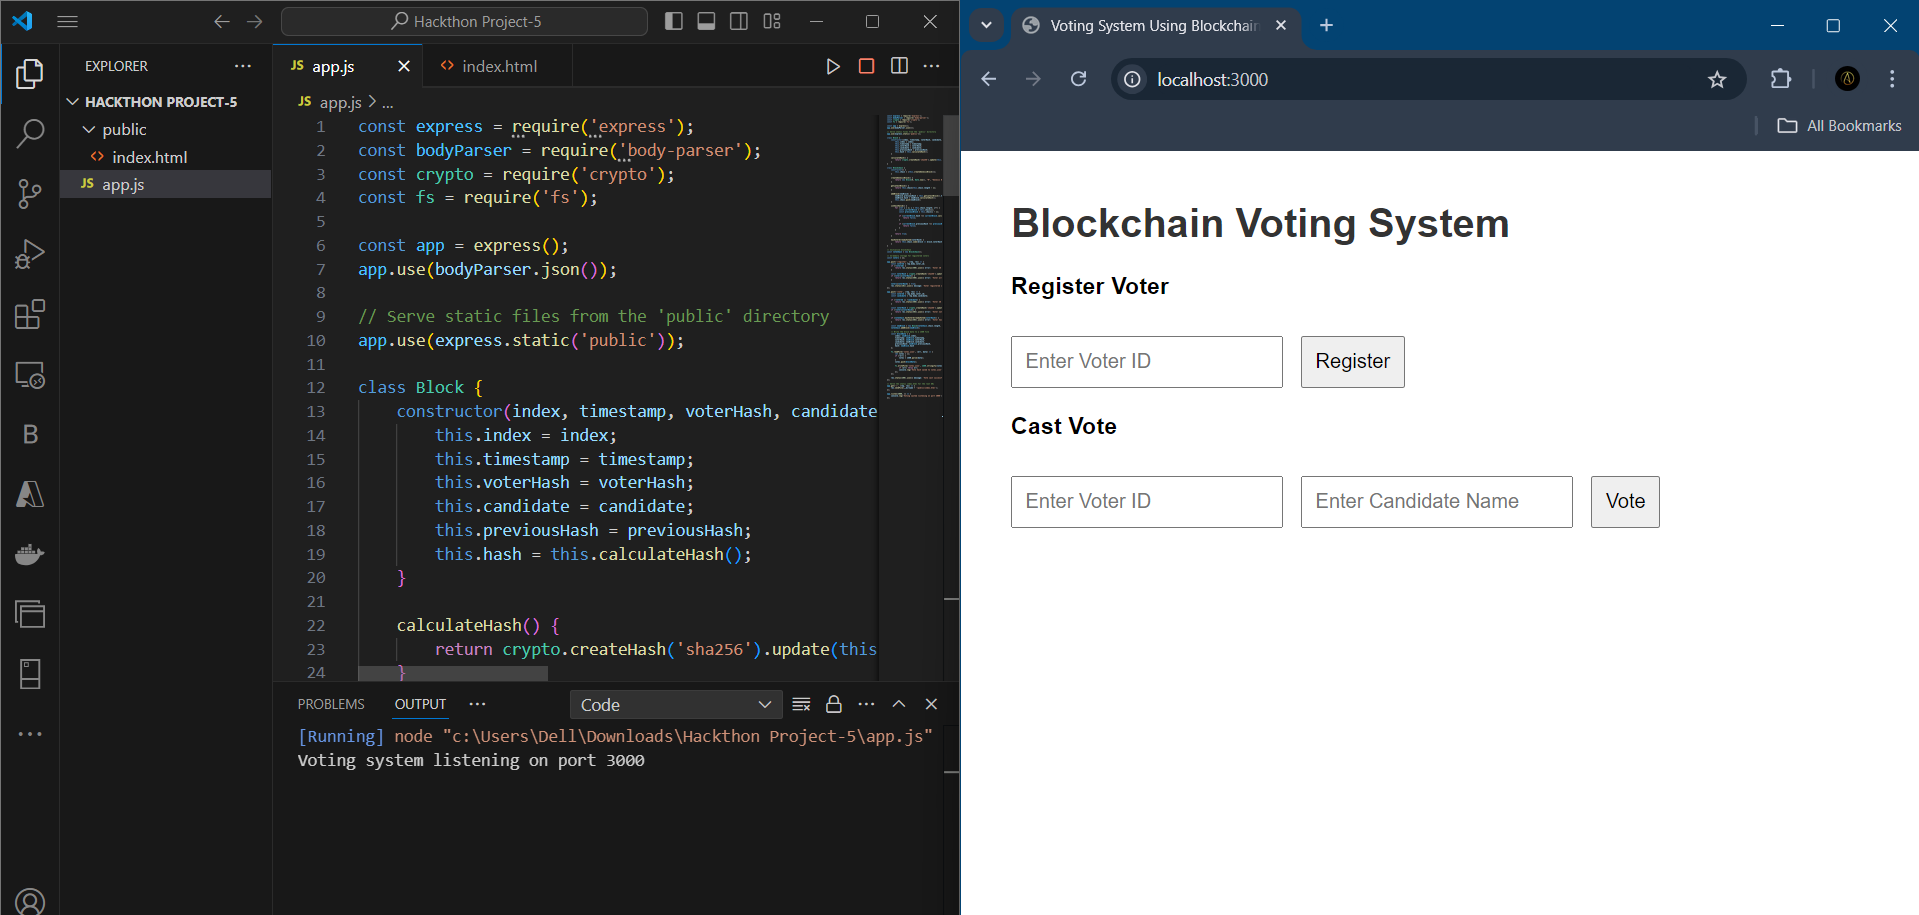 Hackthon Project-5
EXPLORER
HACKTHON PROJECT-5
public
<> index.html
JS app.js
JS app.js
<> index.html
JS app.js > ...
1 const express = require('express');
2 const bodyParser = require('body-parser');
3 const crypto = require('crypto');
4 const fs = require('fs');
5
6 const app = express();
7 app.use(bodyParser.json());
8
9 // Serve static files from the 'public' directory
10 app.use(express.static('public'));
11
12 class Block {
13 constructor(index, timestamp, voterHash, candidate
14 this.index = index;
15 this.timestamp = timestamp;
16 this.voterHash = voterHash;
17 this.candidate = candidate;
18 this.previousHash = previousHash;
19 this.hash = this.calculateHash();
20 }
21
22 calculateHash() {
23 return crypto.createHash('sha256').update(this
24 }
PROBLEMS OUTPUT ... Code
[Running] node "c:\Users\Dell\Downloads\Hackthon Project-5\app.js"
Voting system listening on port 3000
B
Voting System Using Blockchain
localhost:3000
All Bookmarks
Blockchain Voting System
Register Voter
Enter Voter ID
Register
Cast Vote
Enter Voter ID
Enter Candidate Name
Vote